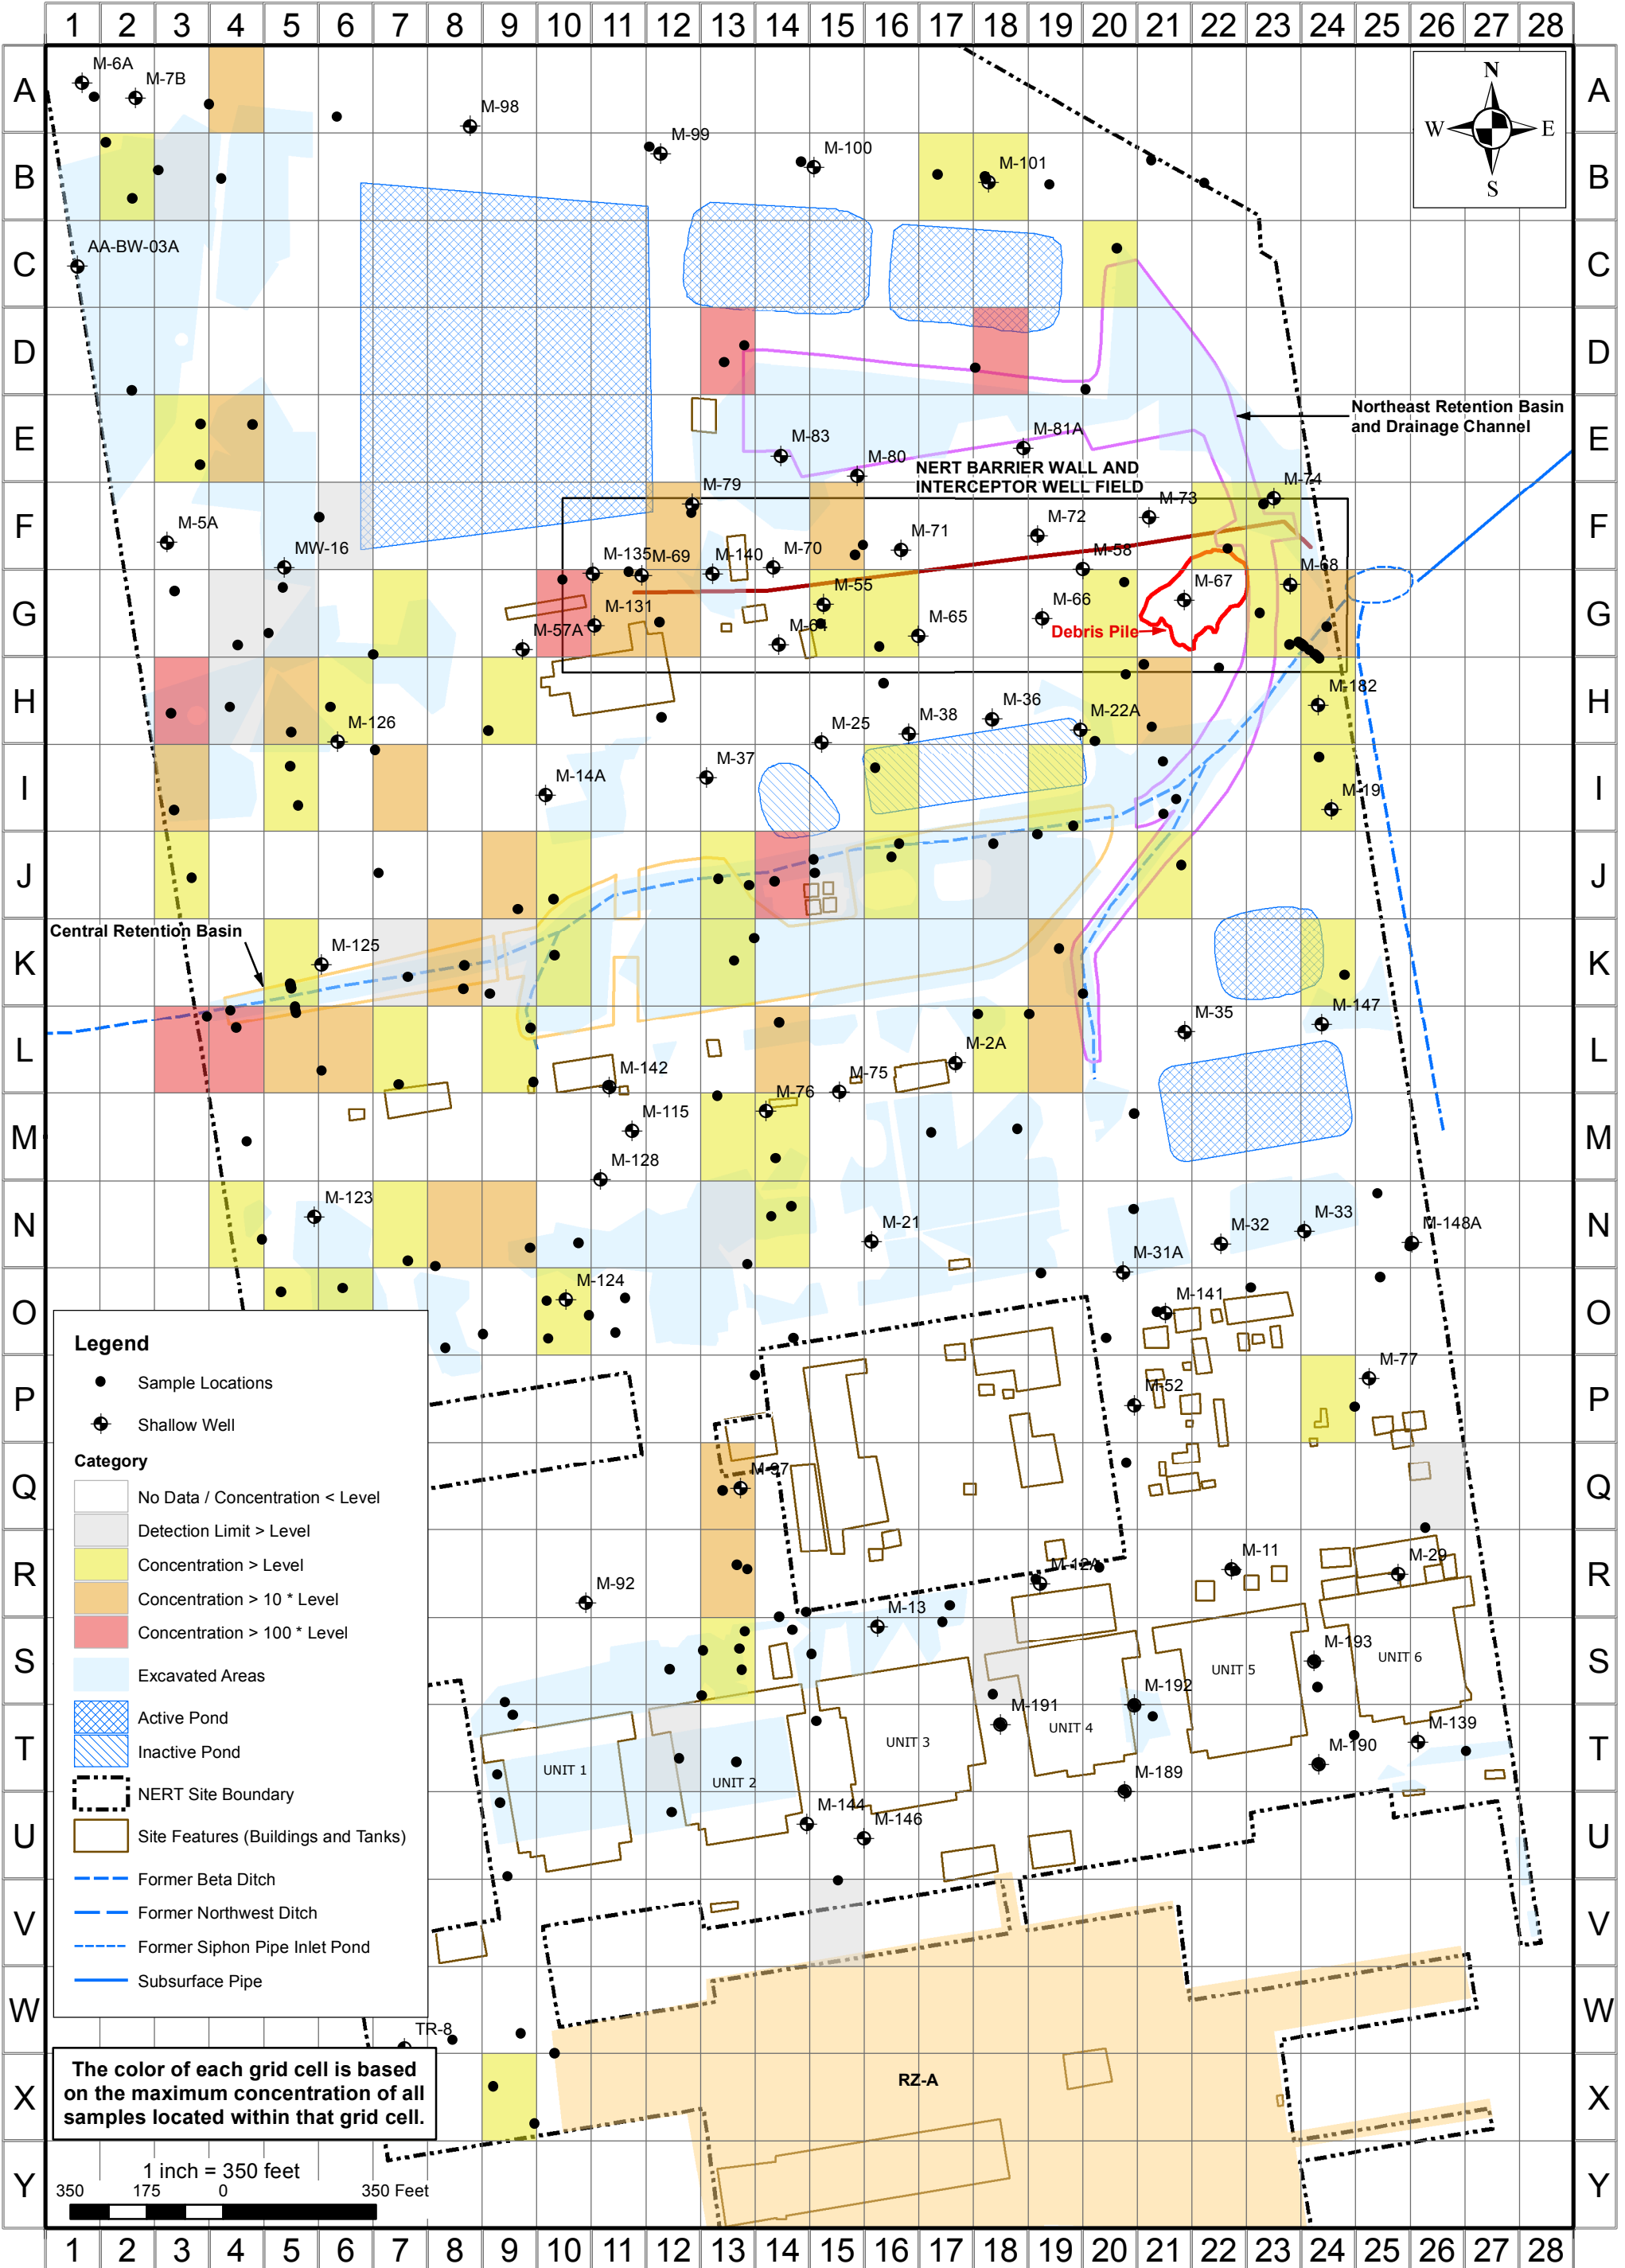 1 2 3 4 5 6 7 8 9 10 11 12 13 14 15 16 17 18 19 20 21 22 23 24 25 26 27 28
A M-6A M-7B M-98 N A
W E
S
M-99 M-100 M-101
B B
AA-BW-03A
C C
D D
Northeast Retention Basin
and Drainage Channel
E M-83 M-81A E
M-80
NERT BARRIER WALL AND
INTERCEPTOR WELL FIELD
M-79 M-74
M-73
F M-5A M-71 M-72 F
MW-16 M-135 M-69 M-140 M-70 M-58 M-68
M-67
M-55
G M-131 M-65 M-66 G
M-57A M-64 Debris Pile
H M-182 H
M-126 M-25 M-38 M-36 M-22A
M-37
I M-14A M-19 I
J J
Central Retention Basin
K M-125 K
M-147
M-35
L M-2A L
M-142 M-75
M-76
M-115
M M
M-128
M-123
N M-21 M-32 M-33 M-148A N
M-31A
M-124 M-141
O O
Legend
Sample Locations
Shallow Well
Category
No Data / Concentration < Level
Detection Limit > Level
Concentration > Level
Concentration > 10 * Level
Concentration > 100 * Level
Excavated Areas
Active Pond
Inactive Pond
NERT Site Boundary
Site Features (Buildings and Tanks)
Former Beta Ditch
Former Northwest Ditch
Former Siphon Pipe Inlet Pond
Subsurface Pipe
M-77
P M-52 P
M-97
Q Q
M-12A M-11 M-29
R M-92 R
M-13
S M-193 S
UNIT 5 UNIT 6
M-192
M-191
T UNIT 1 UNIT 2 UNIT 3 UNIT 4 M-190 M-139 T
M-189
M-144
U M-146 U
V V
W W
TR-8
The color of each grid cell is based
on the maximum concentration of all
samples located within that grid cell.
X RZ-A X
1 inch = 350 feet
Y 350 175 0 350 Feet Y
1 2 3 4 5 6 7 8 9 10 11 12 13 14 15 16 17 18 19 20 21 22 23 24 25 26 27 28